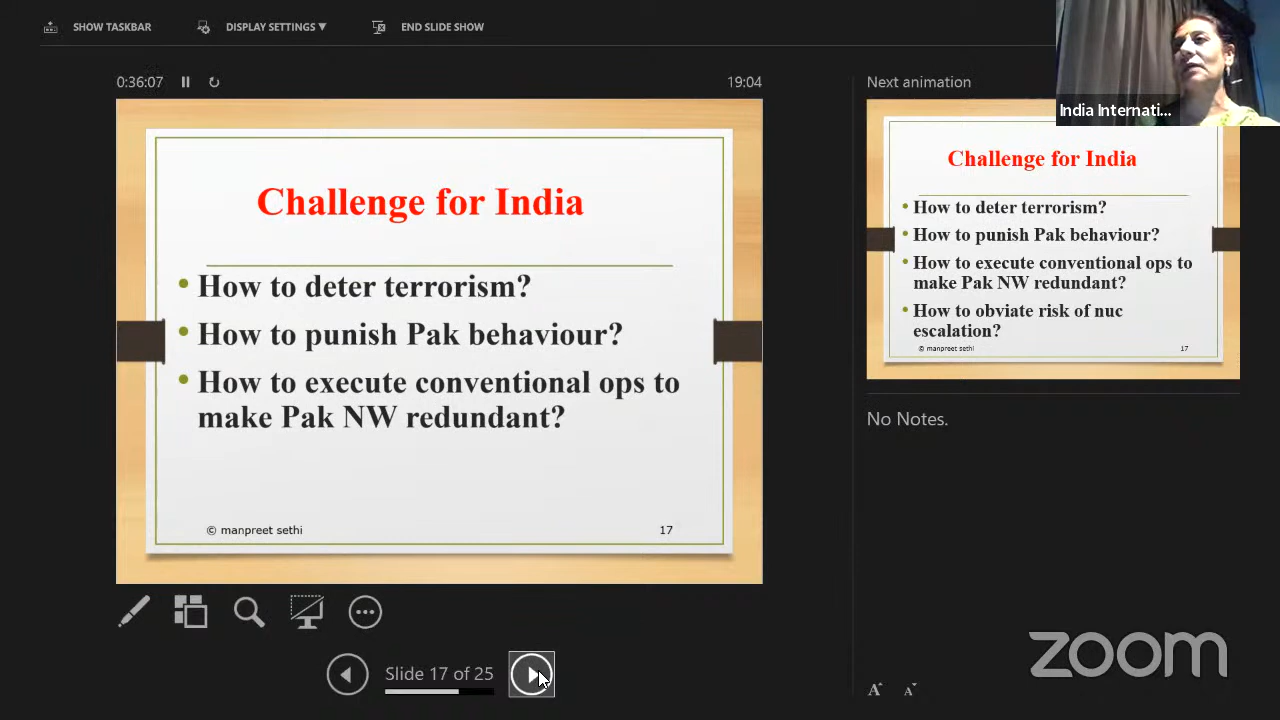 SHOW TASKBAR
DISPLAY SETTINGS ▼
END SLIDE SHOW
0:36:07
19:04
Challenge for India
• How to deter terrorism?
• How to punish Pak behaviour?
• How to execute conventional ops to
make Pak NW redundant?
© manpreet sethi
17
Slide 17 of 25
Next animation
India Internati...
Challenge for India
• How to deter terrorism?
• How to punish Pak behaviour?
• How to execute conventional ops to
make Pak NW redundant?
• How to obviate risk of nuc
escalation?
© manpreet sethi
17
No Notes.
A A
zoom